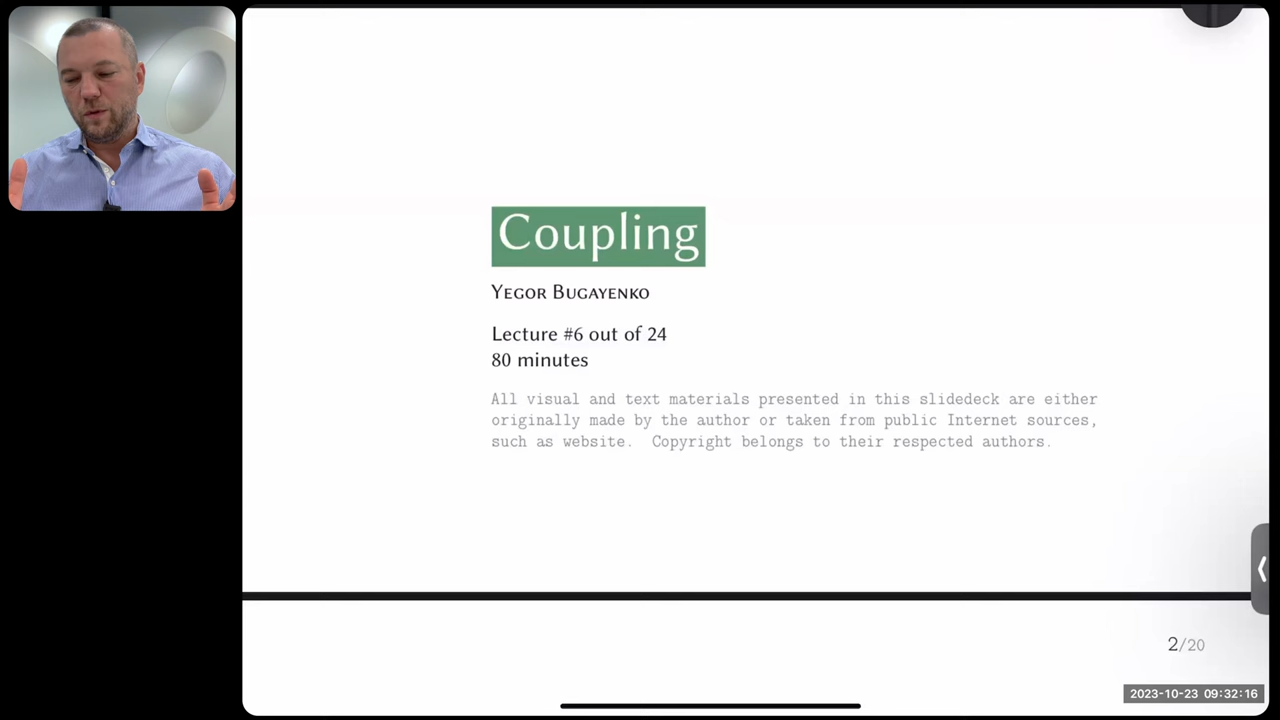 Coupling
Yegor Bugayenko
Lecture #6 out of 24
80 minutes
All visual and text materials presented in this slidedeck are either
originally made by the author or taken from public Internet sources,
such as website. Copyright belongs to their respected authors.
2/20
2023-10-23 09:32:16